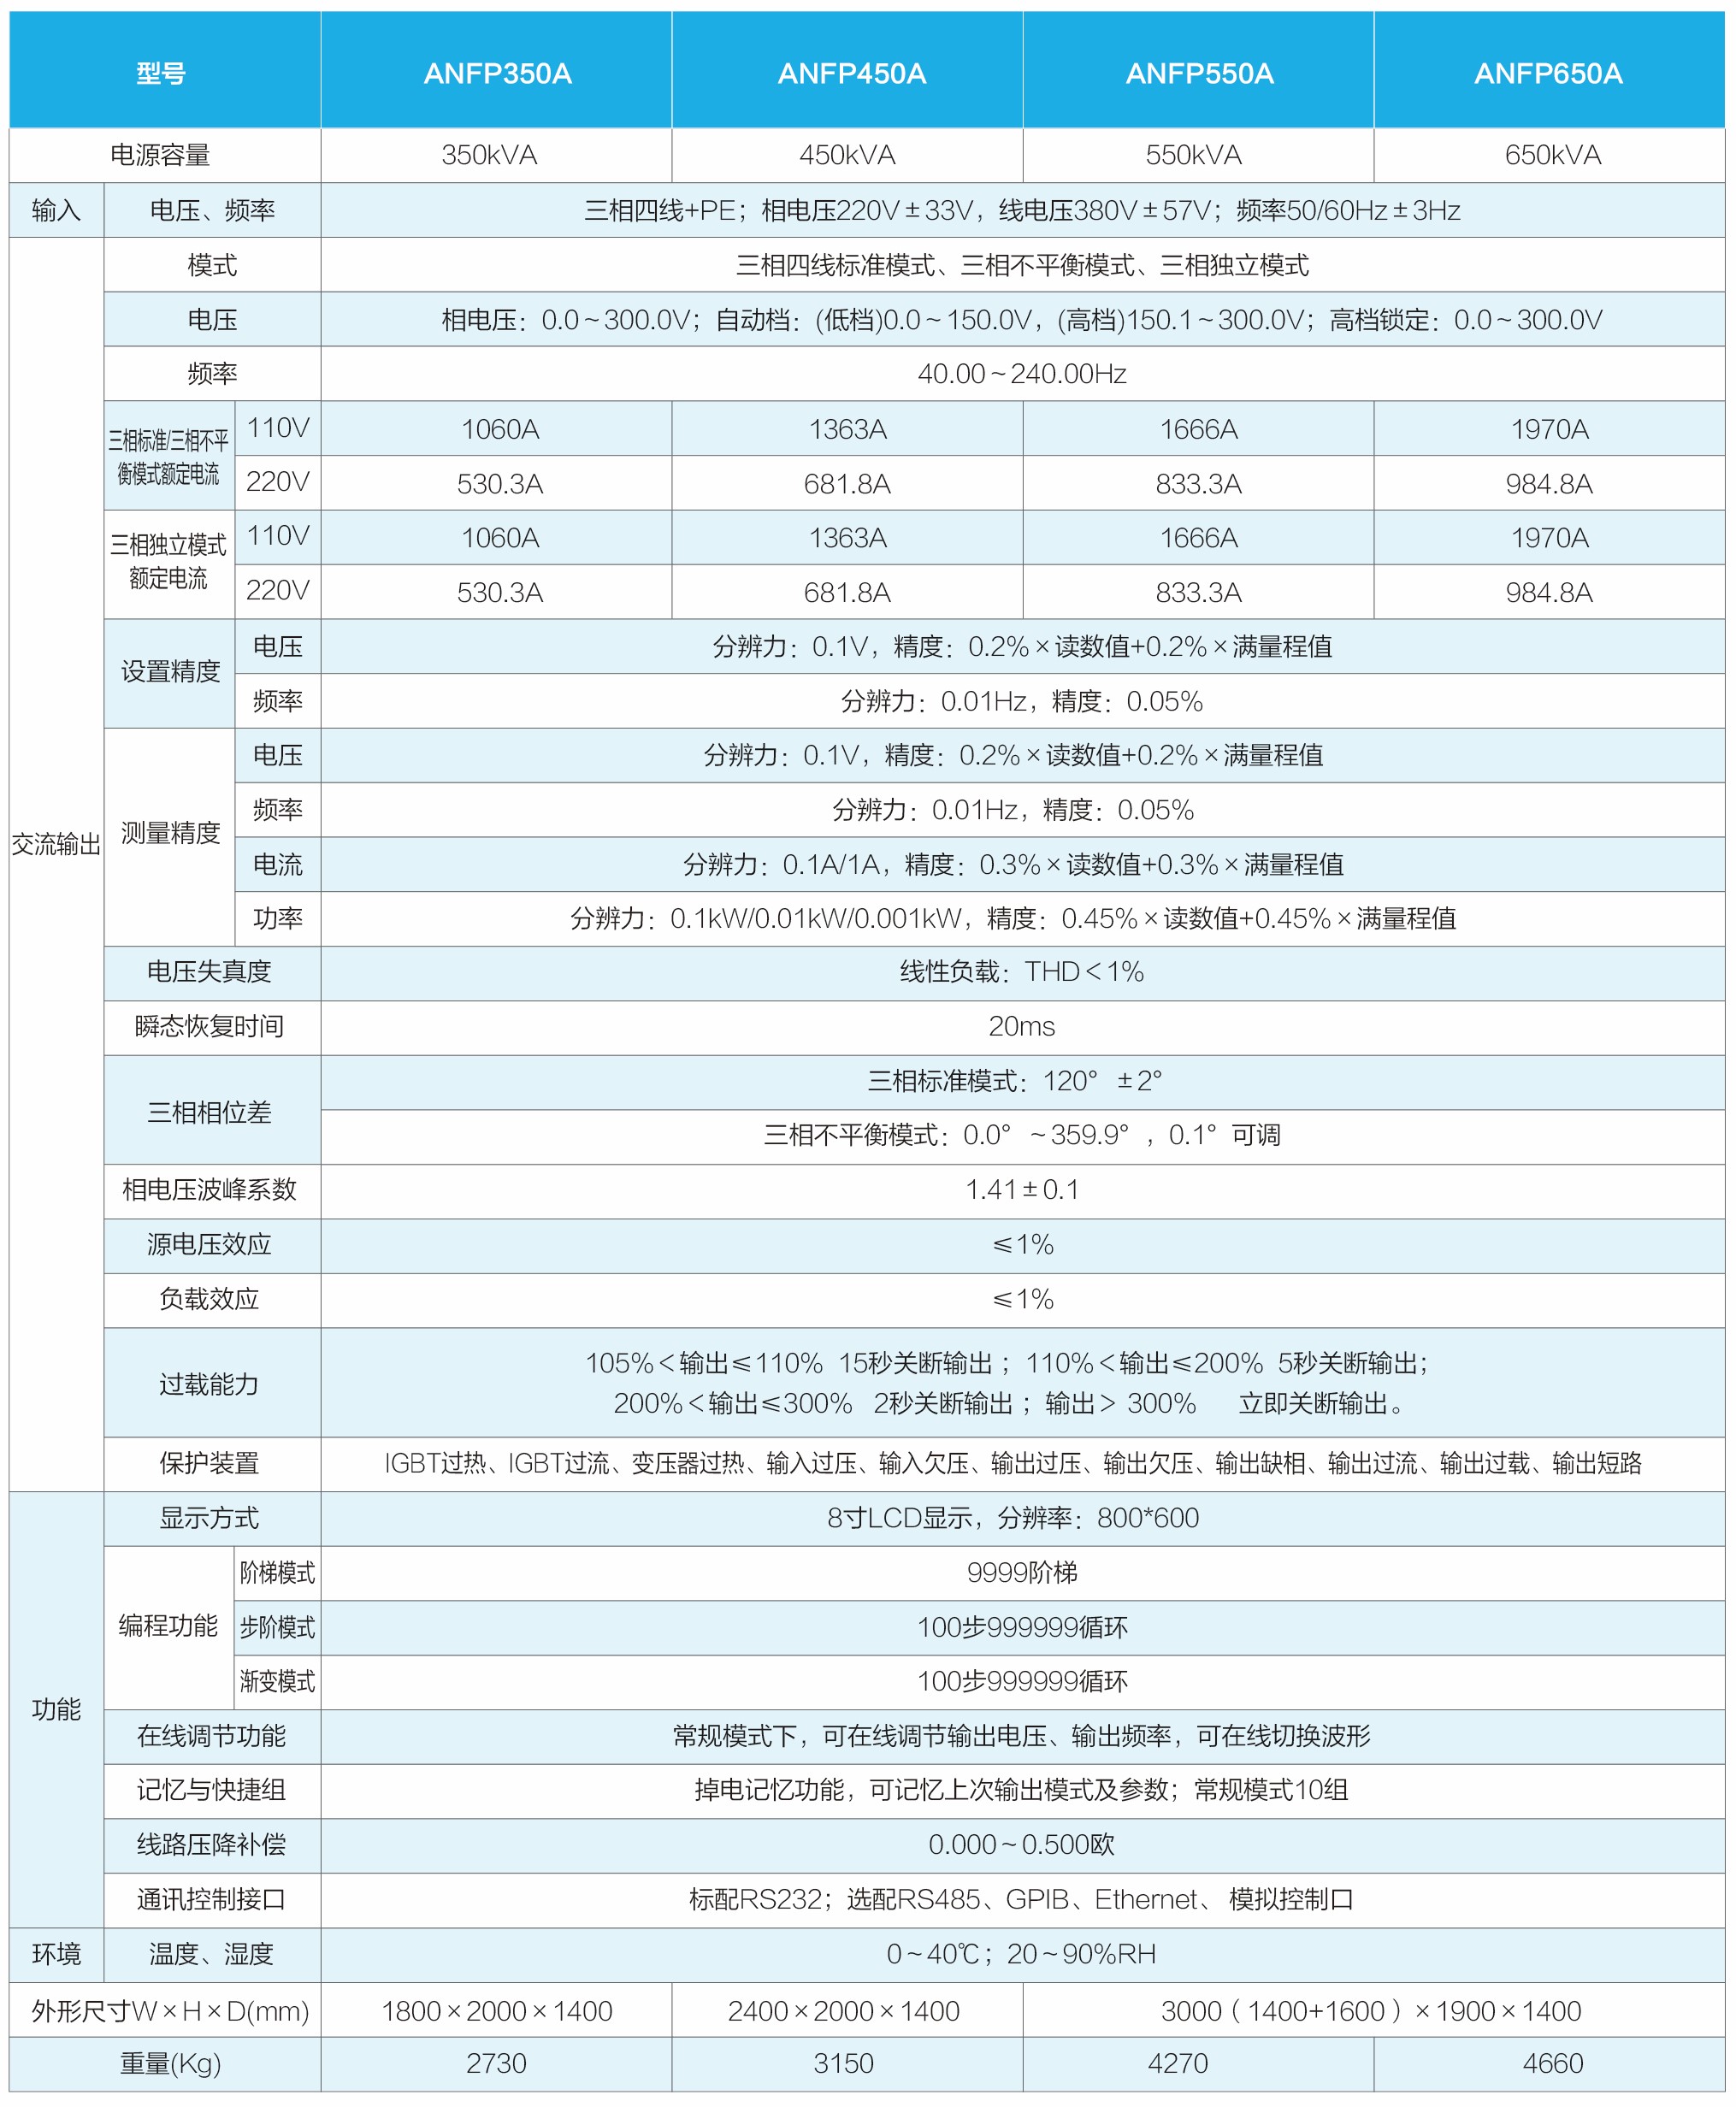 型号 ANFP350A ANFP450A ANFP550A ANFP650A
电源容量 350kVA 450kVA 550kVA 650kVA
输入 电压、频率 三相四线+PE；相电压220V±33V，线电压380V±57V；频率50/60Hz±3Hz
交流输出
模式 三相四线标准模式、三相不平衡模式、三相独立模式
电压 相电压：0.0~300.0V；自动档：(低档)0.0~150.0V，(高档)150.1~300.0V；高档锁定：0.0~300.0V
频率 40.00~240.00Hz
三相标准/三相不平
衡模式额定电流
110V 1060A 1363A 1666A 1970A
220V 530.3A 681.8A 833.3A 984.8A
三相独立模式
额定电流
110V 1060A 1363A 1666A 1970A
220V 530.3A 681.8A 833.3A 984.8A
设置精度
电压 分辨力：0.1V，精度：0.2%×读数值+0.2%×满量程值
频率 分辨力：0.01Hz，精度：0.05%
测量精度
电压 分辨力：0.1V，精度：0.2%×读数值+0.2%×满量程值
频率 分辨力：0.01Hz，精度：0.05%
电流 分辨力：0.1A/1A，精度：0.3%×读数值+0.3%×满量程值
功率 分辨力：0.1kW/0.01kW/0.001kW，精度：0.45%×读数值+0.45%×满量程值
电压失真度 线性负载：THD＜1%
瞬态恢复时间 20ms
三相相位差
三相标准模式：120° ±2°
三相不平衡模式：0.0° ~359.9° ，0.1° 可调
相电压波峰系数 1.41±0.1
源电压效应 ≤1%
负载效应 ≤1%
过载能力
105%＜输出≤110% 15秒关断输出；110%＜输出≤200% 5秒关断输出；
200%＜输出≤300% 2秒关断输出；输出＞300% 立即关断输出。
保护装置 IGBT过热、IGBT过流、变压器过热、输入过压、输入欠压、输出过压、输出欠压、输出缺相、输出过流、输出过载、输出短路
功能
显示方式 8寸LCD显示，分辨率：800*600
编程功能
阶梯模式 9999阶梯
步阶模式 100步999999循环
渐变模式 100步999999循环
在线调节功能 常规模式下，可在线调节输出电压、输出频率，可在线切换波形
记忆与快捷组 掉电记忆功能，可记忆上次输出模式及参数；常规模式10组
线路压降补偿 0.000~0.500欧
通讯控制接口 标配RS232；选配RS485、GPIB、Ethernet、模拟控制口
环境 温度、湿度 0~40℃；20~90%RH
外形尺寸W×H×D(mm) 1800×2000×1400 2400×2000×1400 3000（1400+1600）×1900×1400
重量(Kg) 2730 3150 4270 4660